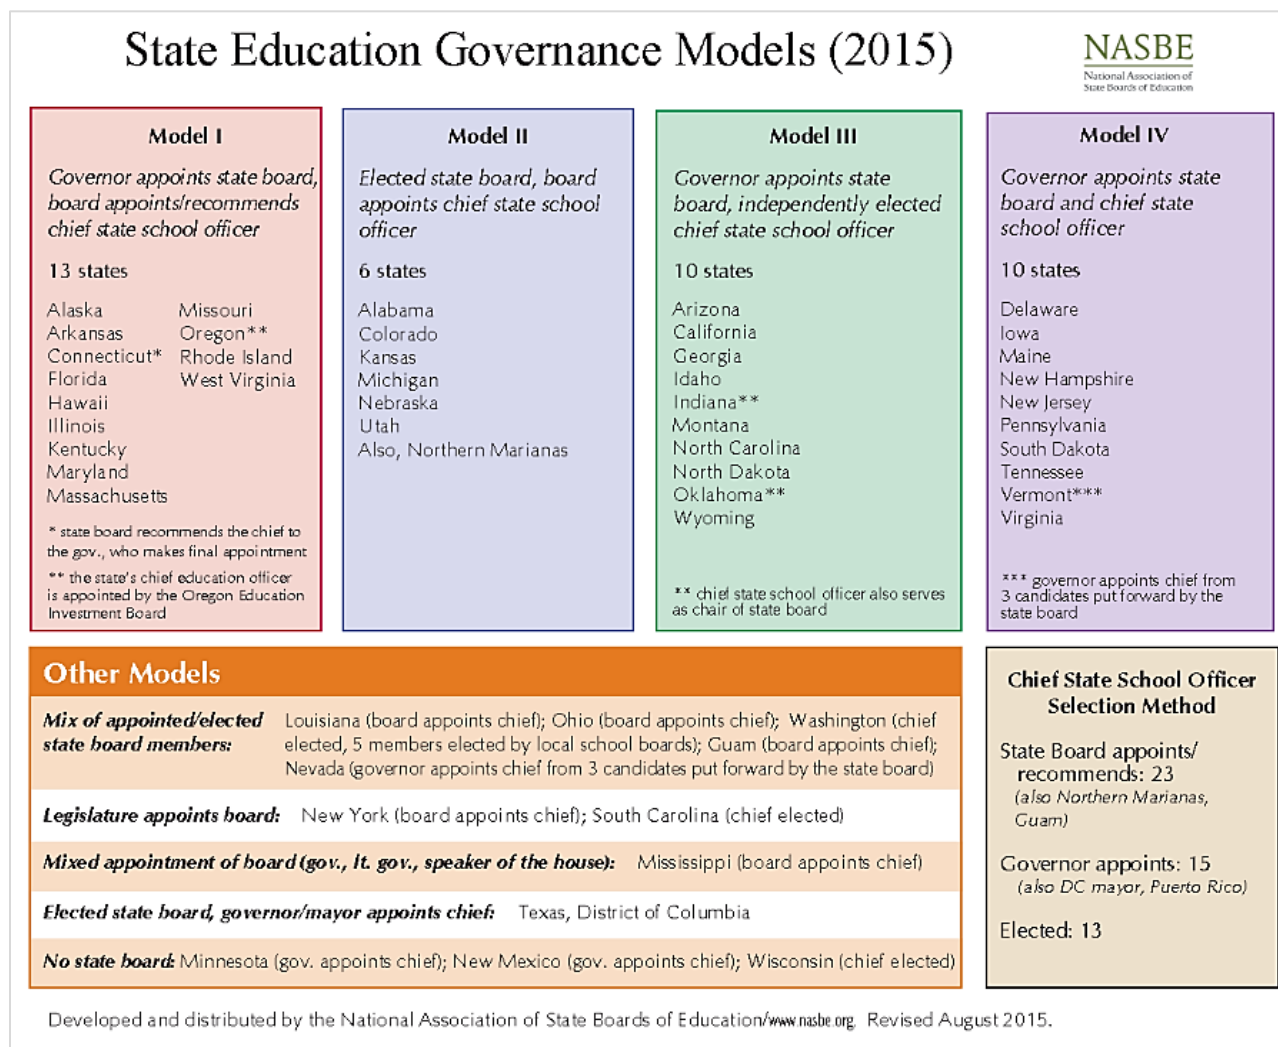 State Education Governance Models (2015)
NASBE
National Association of
State Boards of Education
Model I
Governor appoints state board,
board appoints/recommends
chief state school officer
13 states
Alaska
Arkansas
Connecticut*
Florida
Hawaii
Illinois
Kentucky
Maryland
Massachusetts
Missouri
Oregon**
Rhode Island
West Virginia
* state board recommends the chief to
the gov., who makes final appointment
** the state's chief education officer
is appointed by the Oregon Education
Investment Board
Model II
Elected state board, board
appoints chief state school
officer
6 states
Alabama
Colorado
Kansas
Michigan
Nebraska
Utah
Also, Northern Marianas
Model III
Governor appoints state
board, independently elected
chief state school officer
10 states
Arizona
California
Georgia
Idaho
Indiana**
Montana
North Carolina
North Dakota
Oklahoma**
Wyoming
** chief state school officer also serves
as chair of state board
Model IV
Governor appoints state
board and chief state
school officer
10 states
Delaware
Iowa
Maine
New Hampshire
New Jersey
Pennsylvania
South Dakota
Tennessee
Vermont***
Virginia
*** governor appoints chief from
3 candidates put forward by the
state board
Other Models
Mix of appointed/elected
state board members:
Louisiana (board appoints chief); Ohio (board appoints chief); Washington (chief
elected, 5 members elected by local school boards); Guam (board appoints chief);
Nevada (governor appoints chief from 3 candidates put forward by the state board)
Legislature appoints board: New York (board appoints chief); South Carolina (chief elected)
Mixed appointment of board (gov., lt. gov., speaker of the house): Mississippi (board appoints chief)
Elected state board, governor/mayor appoints chief: Texas, District of Columbia
No state board: Minnesota (gov. appoints chief); New Mexico (gov. appoints chief); Wisconsin (chief elected)
Chief State School Officer
Selection Method
State Board appoints/
recommends: 23
(also Northern Marianas,
Guam)
Governor appoints: 15
(also DC mayor, Puerto Rico)
Elected: 13
Developed and distributed by the National Association of State Boards of Education/www.nasbe.org. Revised August 2015.